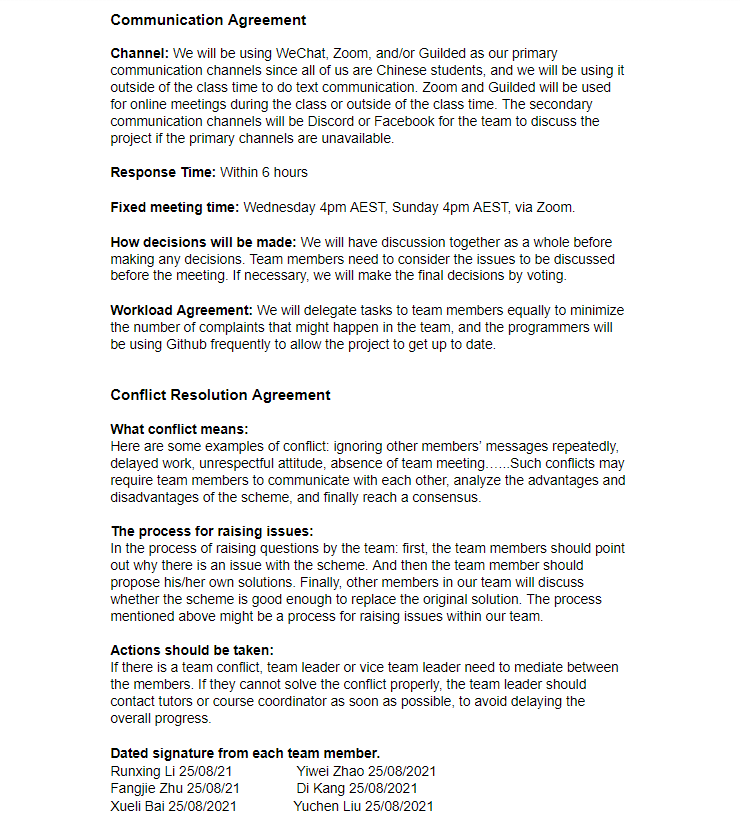 Communication Agreement
Channel: We will be using WeChat, Zoom, and/or Guilded as our primary
communication channels since all of us are Chinese students, and we will be using it
outside of the class time to do text communication. Zoom and Guilded will be used
for online meetings during the class or outside of the class time. The secondary
communication channels will be Discord or Facebook for the team to discuss the
project if the primary channels are unavailable.
Response Time: Within 6 hours
Fixed meeting time: Wednesday 4pm AEST, Sunday 4pm AEST, via Zoom.
How decisions will be made: We will have discussion together as a whole before
making any decisions. Team members need to consider the issues to be discussed
before the meeting. If necessary, we will make the final decisions by voting.
Workload Agreement: We will delegate tasks to team members equally to minimize
the number of complaints that might happen in the team, and the programmers will
be using Github frequently to allow the project to get up to date.
Conflict Resolution Agreement
What conflict means:
Here are some examples of conflict: ignoring other members’ messages repeatedly,
delayed work, unrespectful attitude, absence of team meeting……Such conflicts may
require team members to communicate with each other, analyze the advantages and
disadvantages of the scheme, and finally reach a consensus.
The process for raising issues:
In the process of raising questions by the team: first, the team members should point
out why there is an issue with the scheme. And then the team member should
propose his/her own solutions. Finally, other members in our team will discuss
whether the scheme is good enough to replace the original solution. The process
mentioned above might be a process for raising issues within our team.
Actions should be taken:
If there is a team conflict, team leader or vice team leader need to mediate between
the members. If they cannot solve the conflict properly, the team leader should
contact tutors or course coordinator as soon as possible, to avoid delaying the
overall progress.
Dated signature from each team member.
Runxing Li 25/08/21 Yiwei Zhao 25/08/2021
Fangjie Zhu 25/08/21 Di Kang 25/08/2021
Xueli Bai 25/08/2021 Yuchen Liu 25/08/2021